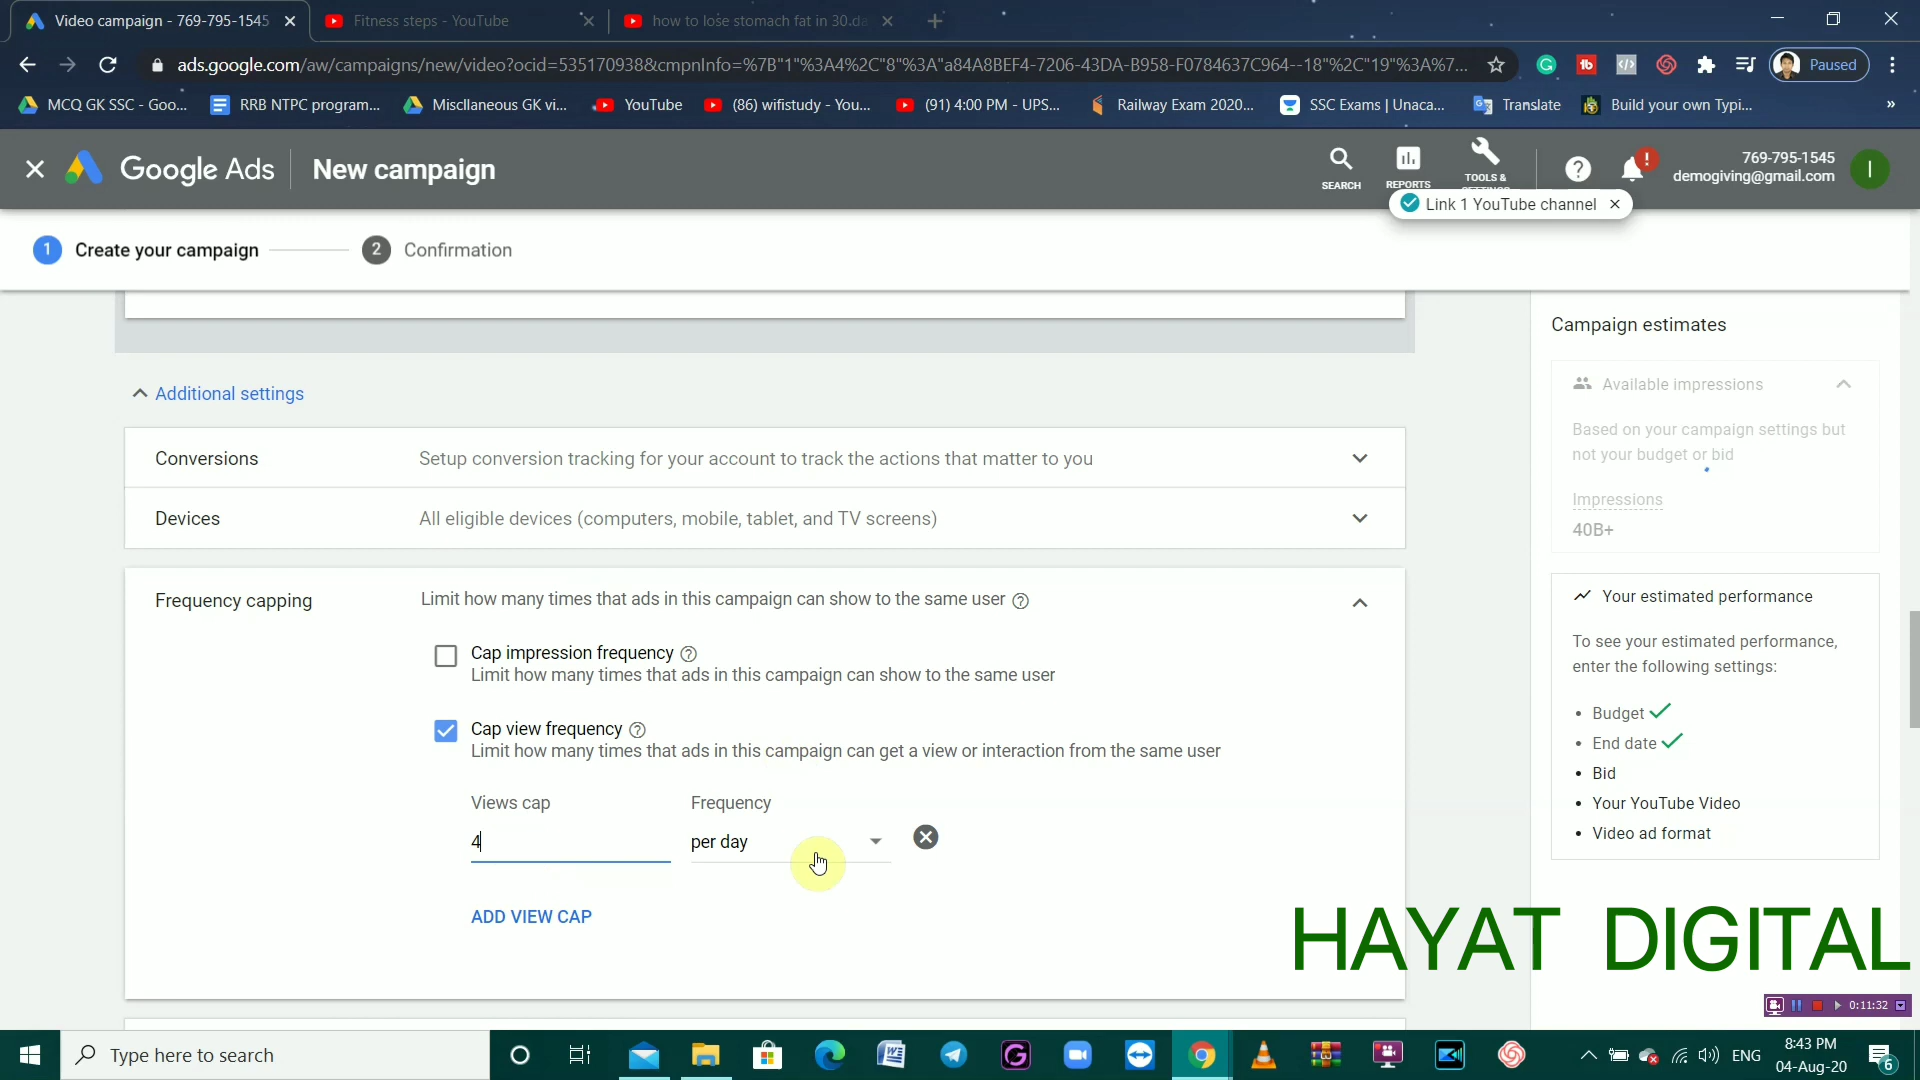 Video campaign - 769-795-1545
Fitness steps - YouTube
how to lose stomach fat in 30.da
ads.google.com/aw/campaigns/new/video?ocid=535170938&cmpnInfo=%7B"1"%3A4%2C"8"%3A"a84A8BEF4-7206-43DA-B958-F0784637C964--18"%2C"19"%3A%7...
Paused
MCQ GK SSC - Goo...
RRB NTPC program...
Miscllaneous GK vi...
YouTube
(86) wifistudy - You...
(91) 4:00 PM - UPS...
Railway Exam 2020...
SSC Exams | Unaca...
Translate
Build your own Typi...
»
Google Ads
New campaign
SEARCH
REPORTS
TOOLS &
769-795-1545
demogiving@gmail.com
I
Link 1 YouTube channel
1 Create your campaign
2 Confirmation
Additional settings
Conversions
Setup conversion tracking for your account to track the actions that matter to you
Devices
All eligible devices (computers, mobile, tablet, and TV screens)
Frequency capping
Limit how many times that ads in this campaign can show to the same user
Cap impression frequency
Limit how many times that ads in this campaign can show to the same user
Cap view frequency
Limit how many times that ads in this campaign can get a view or interaction from the same user
Views cap
Frequency
4
per day
ADD VIEW CAP
Campaign estimates
Available impressions
Based on your campaign settings but
not your budget or bid
Impressions
40B+
Your estimated performance
To see your estimated performance,
enter the following settings:
• Budget
• End date
• Bid
• Your YouTube Video
• Video ad format
HAYAT DIGITAL
0:11:32
Type here to search
ENG
8:43 PM
04-Aug-20
6